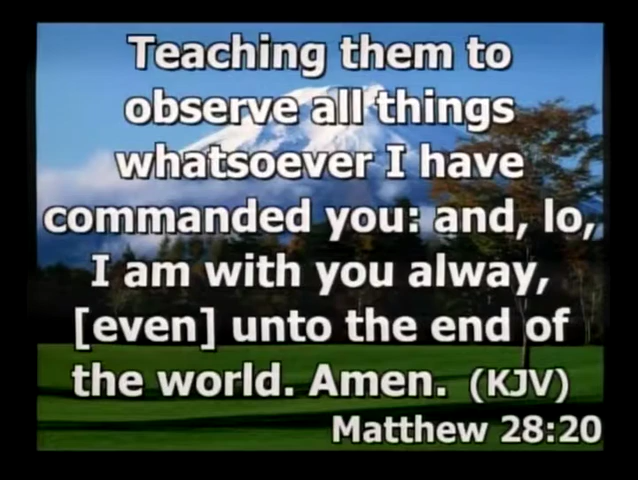 Teaching them to
observe all things
whatsoever I have
commanded you: and, lo,
I am with you alway,
[even] unto the end of
the world. Amen. (KJV)
Matthew 28:20